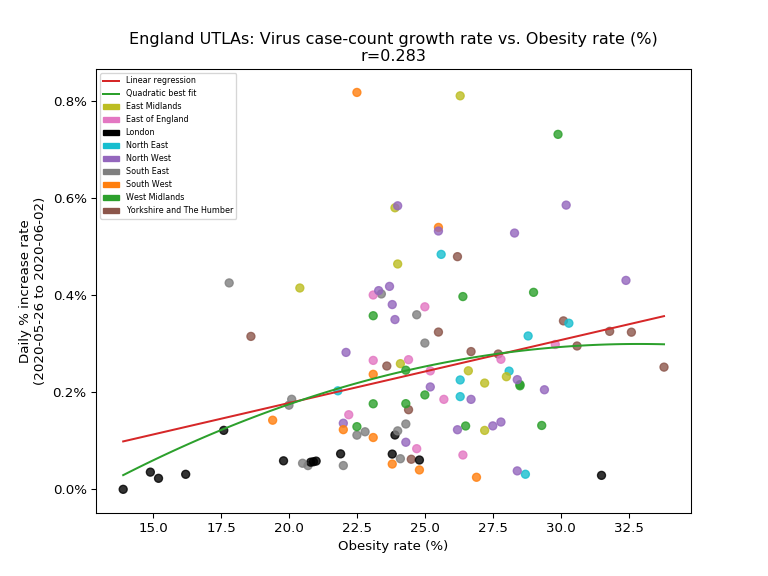 England UTLAs: Virus case-count growth rate vs. Obesity rate (%)
r=0.283
Linear regression
Quadratic best fit
East Midlands
East of England
London
North East
North West
South East
South West
West Midlands
Yorkshire and The Humber
0.8%
0.6%
0.4%
0.2%
0.0%
Daily % increase rate
(2020-05-26 to 2020-06-02)
15.0 17.5 20.0 22.5 25.0 27.5 30.0 32.5
Obesity rate (%)